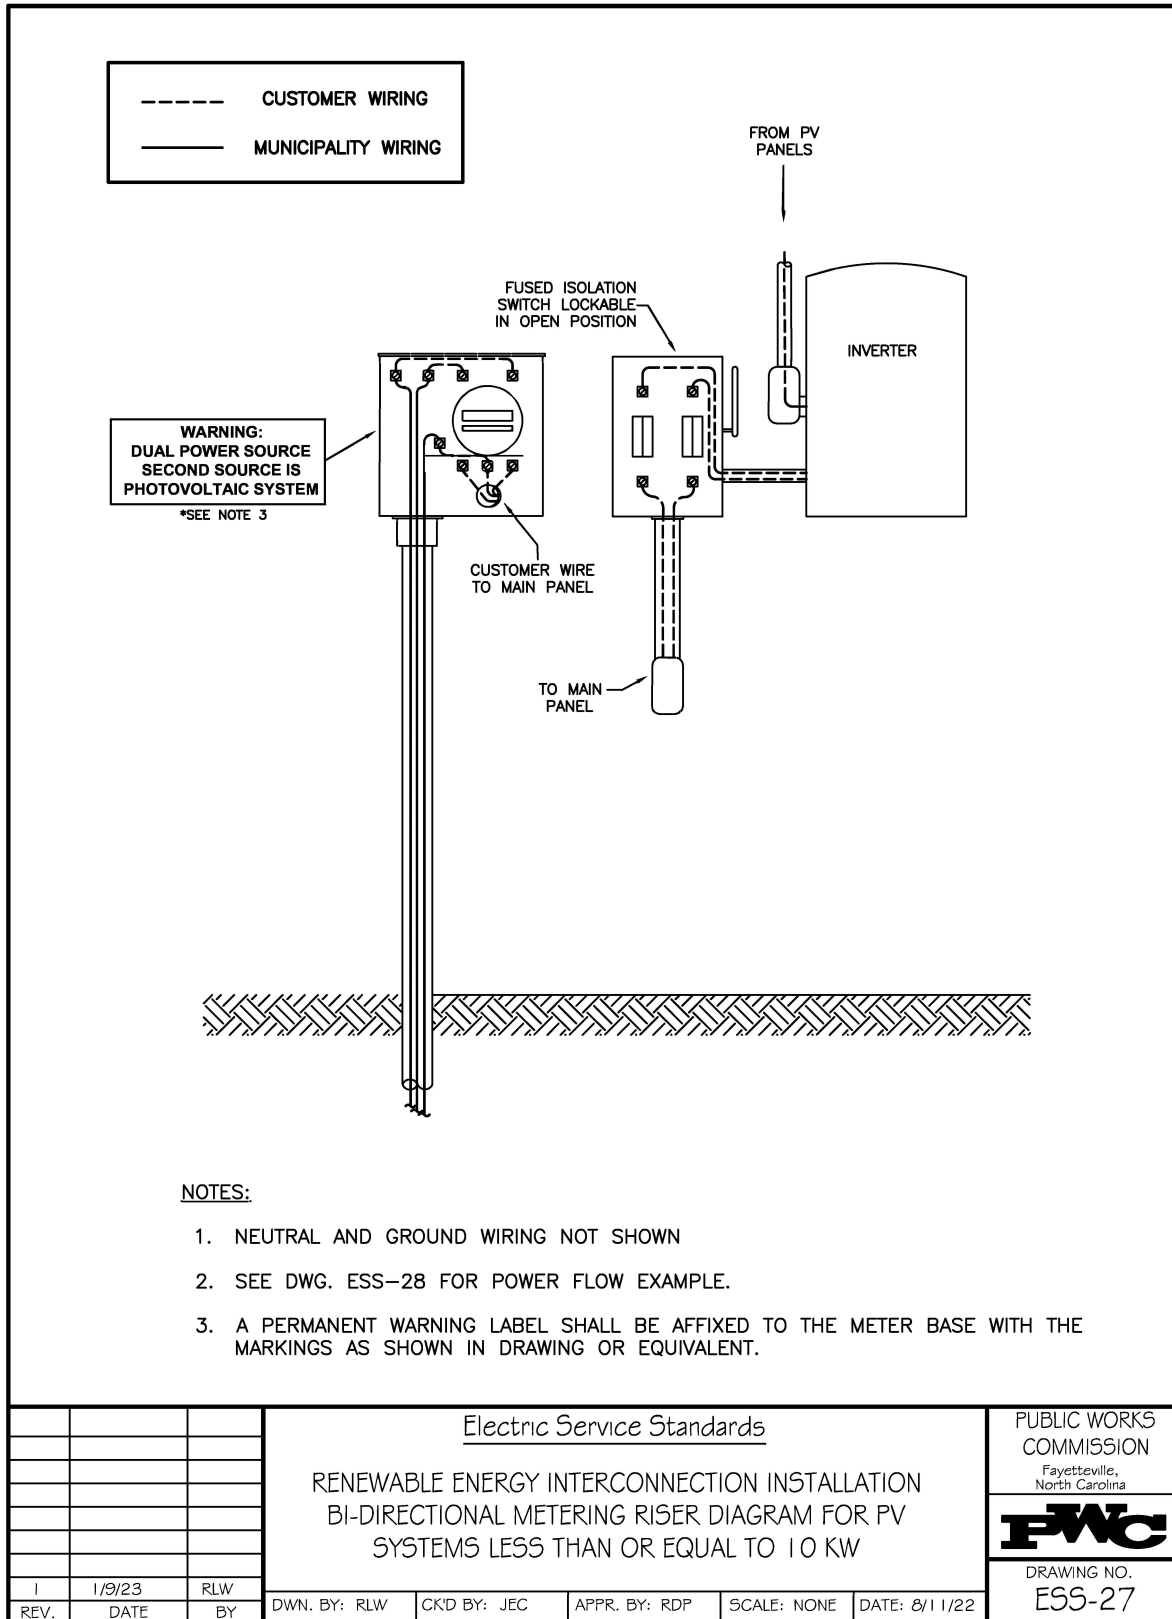 CUSTOMER WIRING
MUNICIPALITY WIRING
FROM PV
PANELS
FUSED ISOLATION
SWITCH LOCKABLE
IN OPEN POSITION
INVERTER
WARNING:
DUAL POWER SOURCE
SECOND SOURCE IS
PHOTOVOLTAIC SYSTEM
*SEE NOTE 3
CUSTOMER WIRE
TO MAIN PANEL
TO MAIN
PANEL
NOTES:
1. NEUTRAL AND GROUND WIRING NOT SHOWN
2. SEE DWG. ESS-28 FOR POWER FLOW EXAMPLE.
3. A PERMANENT WARNING LABEL SHALL BE AFFIXED TO THE METER BASE WITH THE
MARKINGS AS SHOWN IN DRAWING OR EQUIVALENT.
1 1/9/23 RLW
REV. DATE BY
Electric Service Standards
RENEWABLE ENERGY INTERCONNECTION INSTALLATION
BI-DIRECTIONAL METERING RISER DIAGRAM FOR PV
SYSTEMS LESS THAN OR EQUAL TO 10 KW
DWN. BY: RLW CK'D BY: JEC APPR. BY: RDP SCALE: NONE DATE: 8/11/22
PUBLIC WORKS
COMMISSION
Fayetteville,
North Carolina
PWC
DRAWING NO.
ESS-27